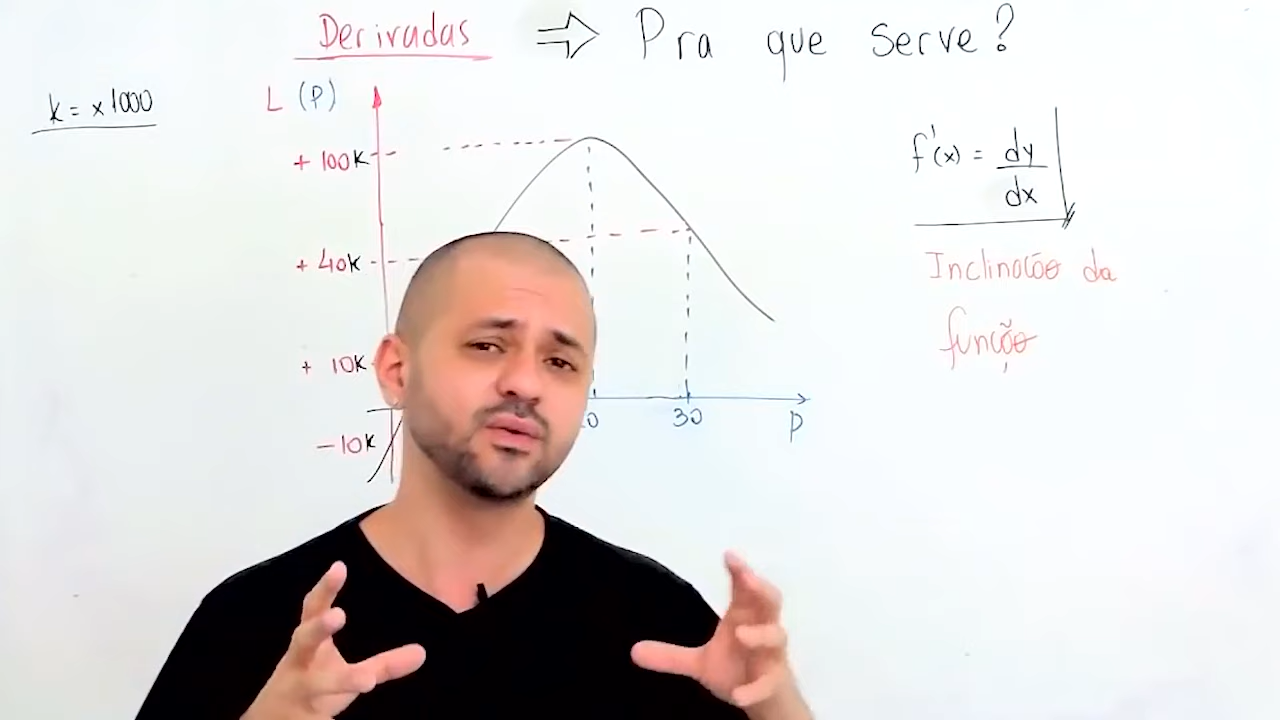 Derivadas ⇒ Pra que serve?
k = x1000
L (P)
+ 100K
+ 40K
+ 10K
-10K
30
P
f'(x) = dy/dx
Inclinação da
função